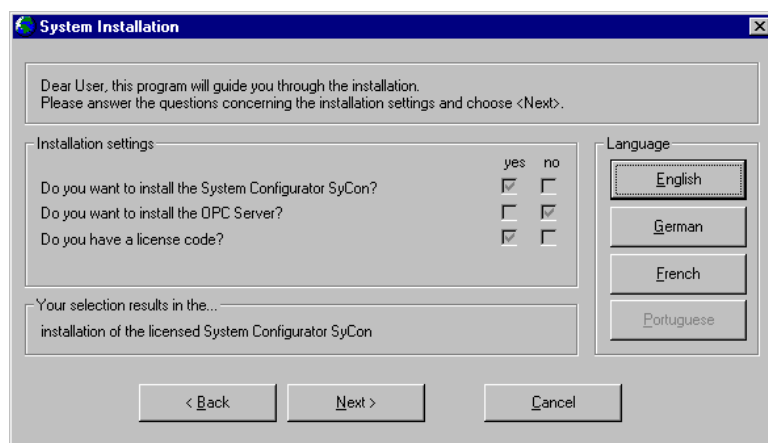 System Installation
Dear User, this program will guide you through the installation.
Please answer the questions concerning the installation settings and choose <Next>.
Installation settings
yes no
Do you want to install the System Configurator SyCon?
Do you want to install the OPC Server?
Do you have a license code?
Your selection results in the...
installation of the licensed System Configurator SyCon
Language
English
German
French
Portuguese
< Back
Next >
Cancel